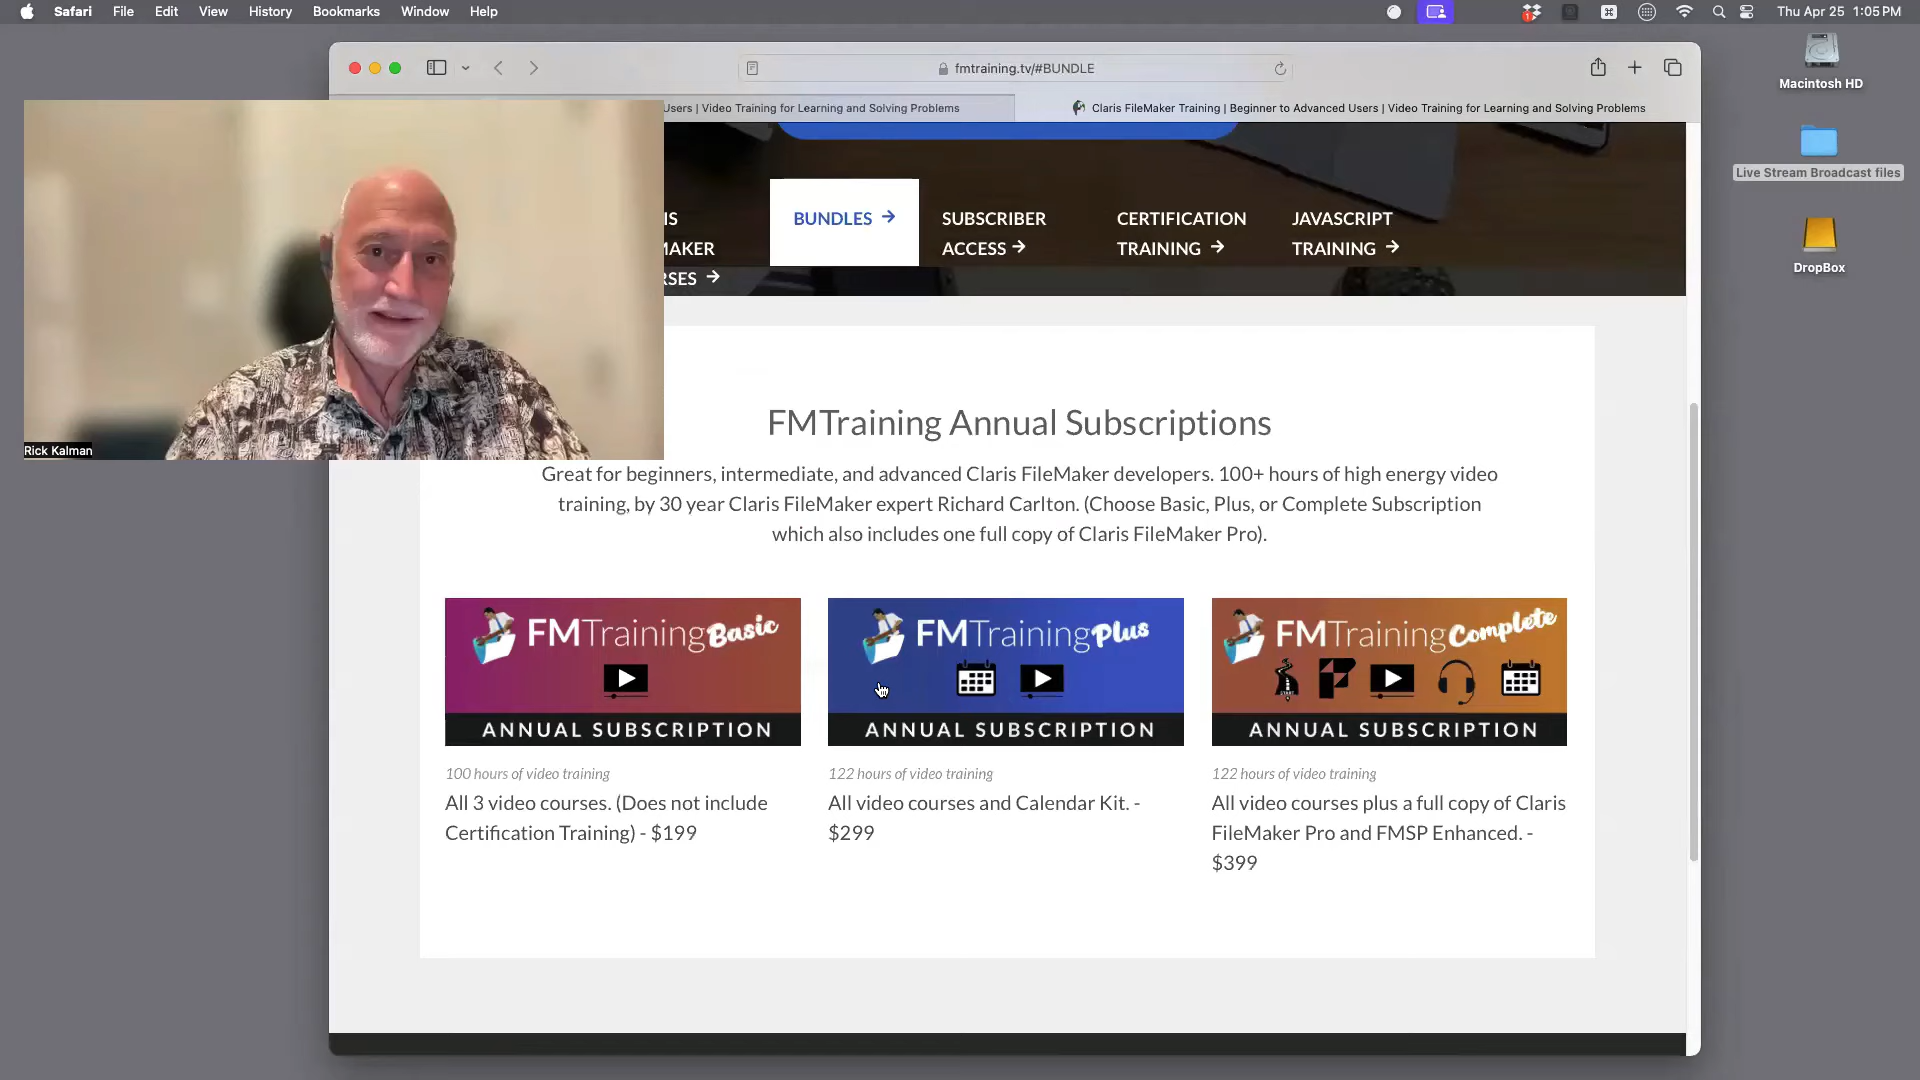 Safari File Edit View History Bookmarks Window Help
Thu Apr 25 1:05 PM
fmtraining.tv/#BUNDLE
Users | Video Training for Learning and Solving Problems
Claris FileMaker Training | Beginner to Advanced Users | Video Training for Learning and Solving Problems
Macintosh HD
Live Stream Broadcast files
DropBox
Rick Kalman
IS
MAKER
RSES
BUNDLES
SUBSCRIBER
ACCESS
CERTIFICATION
TRAINING
JAVASCRIPT
TRAINING
FMTraining Annual Subscriptions
Great for beginners, intermediate, and advanced Claris FileMaker developers. 100+ hours of high energy video
training, by 30 year Claris FileMaker expert Richard Carlton. (Choose Basic, Plus, or Complete Subscription
which also includes one full copy of Claris FileMaker Pro).
FMTraining Basic
ANNUAL SUBSCRIPTION
100 hours of video training
All 3 video courses. (Does not include
Certification Training) - $199
FMTraining Plus
ANNUAL SUBSCRIPTION
122 hours of video training
All video courses and Calendar Kit. -
$299
FMTraining Complete
START
ANNUAL SUBSCRIPTION
122 hours of video training
All video courses plus a full copy of Claris
FileMaker Pro and FMSP Enhanced. -
$399